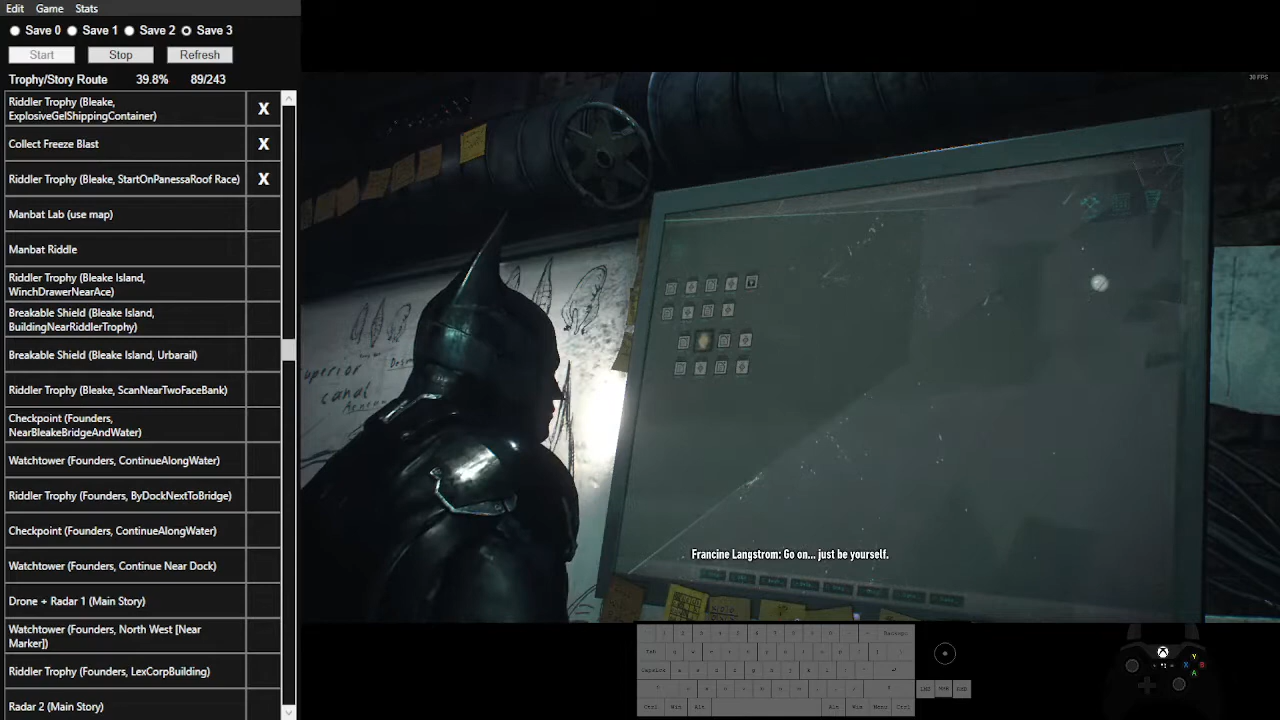 Edit Game Stats
Save 0 Save 1 Save 2 Save 3
Start Stop Refresh
Trophy/Story Route 39.8% 89/243
Riddler Trophy (Bleake,
ExplosiveGelShippingContainer) X
Collect Freeze Blast X
Riddler Trophy (Bleake, StartOnPanessaRoof Race) X
Manbat Lab (use map)
Manbat Riddle
Riddler Trophy (Bleake Island,
WinchDrawerNearAce)
Breakable Shield (Bleake Island,
BuildingNearRiddlerTrophy)
Breakable Shield (Bleake Island, Urbarail)
Riddler Trophy (Bleake, ScanNearTwoFaceBank)
Checkpoint (Founders,
NearBleakeBridgeAndWater)
Watchtower (Founders, ContinueAlongWater)
Riddler Trophy (Founders, ByDockNextToBridge)
Checkpoint (Founders, ContinueAlongWater)
Watchtower (Founders, Continue Near Dock)
Drone + Radar 1 (Main Story)
Watchtower (Founders, North West [Near
Marker])
Riddler Trophy (Founders, LexCorpBuilding)
Radar 2 (Main Story)
30 FPS
Francine Langstrom: Go on... just be yourself.